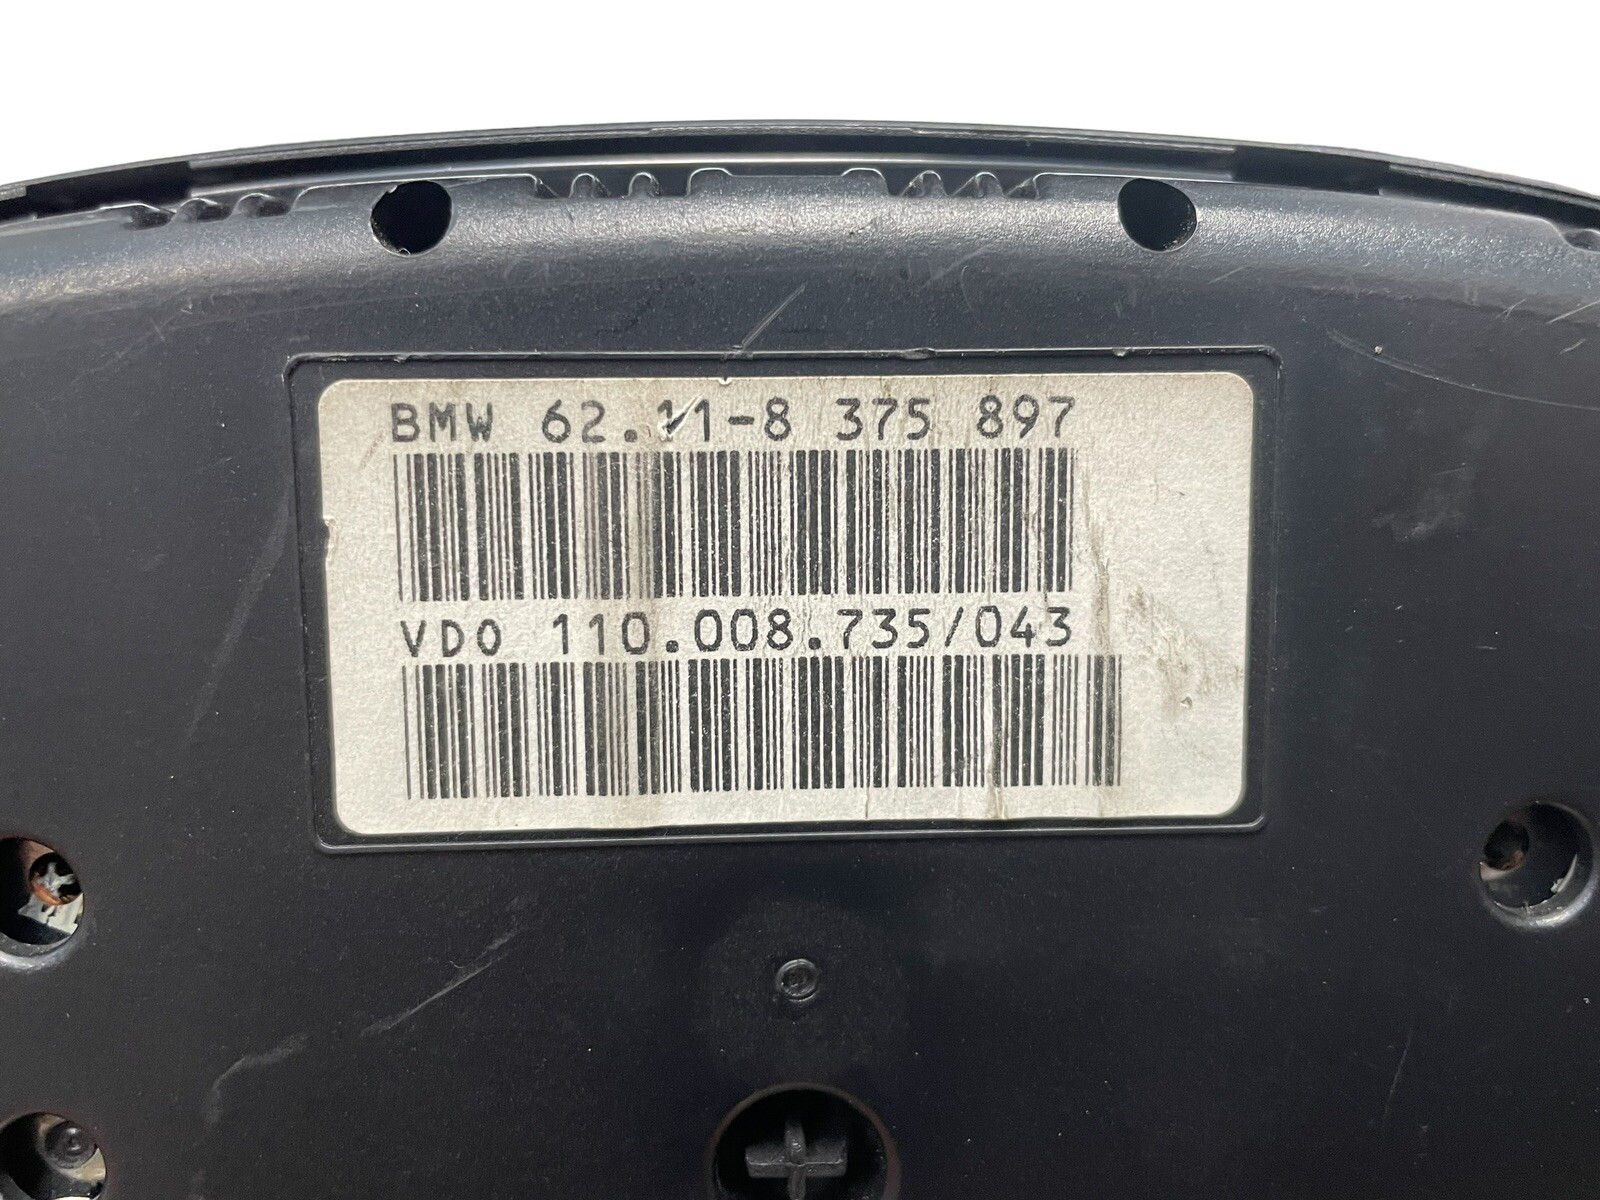 BMW 62.11-8 375 897
VDO 110.008.735/043